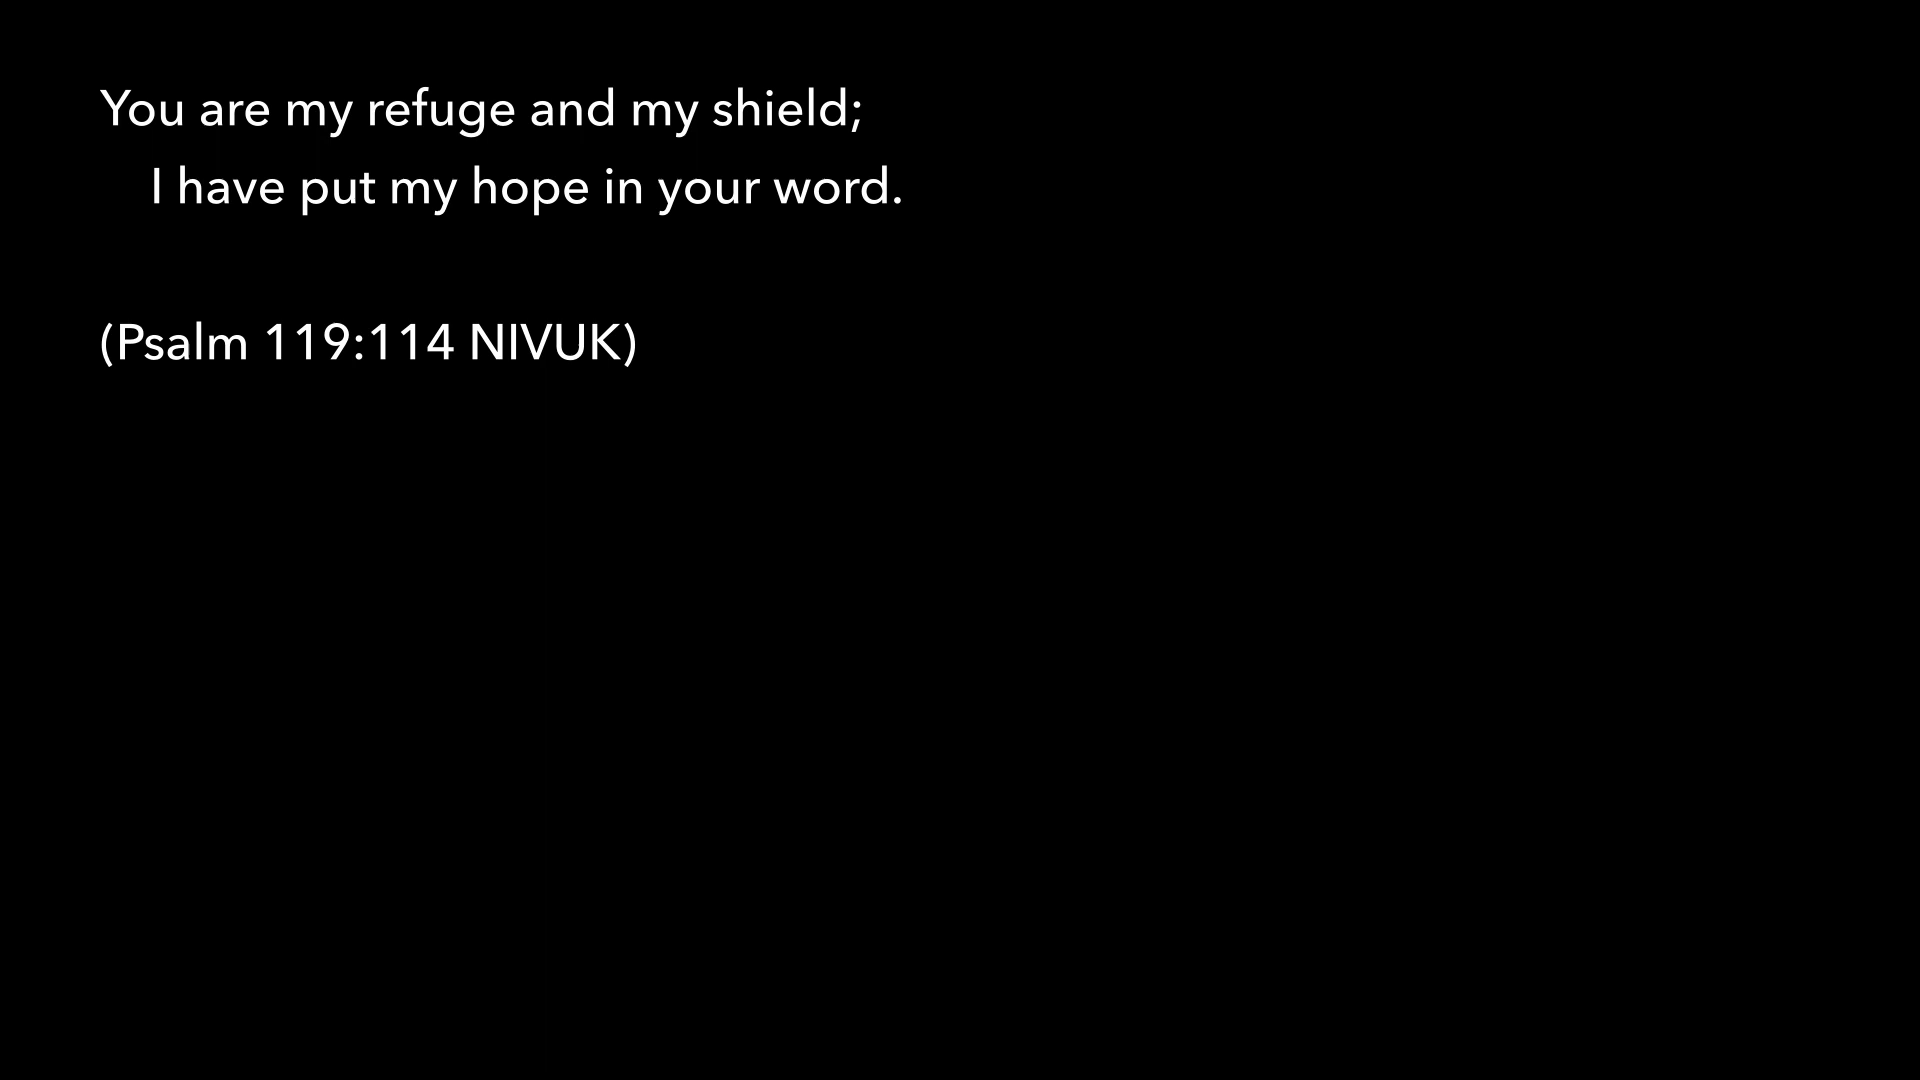 You are my refuge and my shield;
I have put my hope in your word.
(Psalm 119:114 NIVUK)